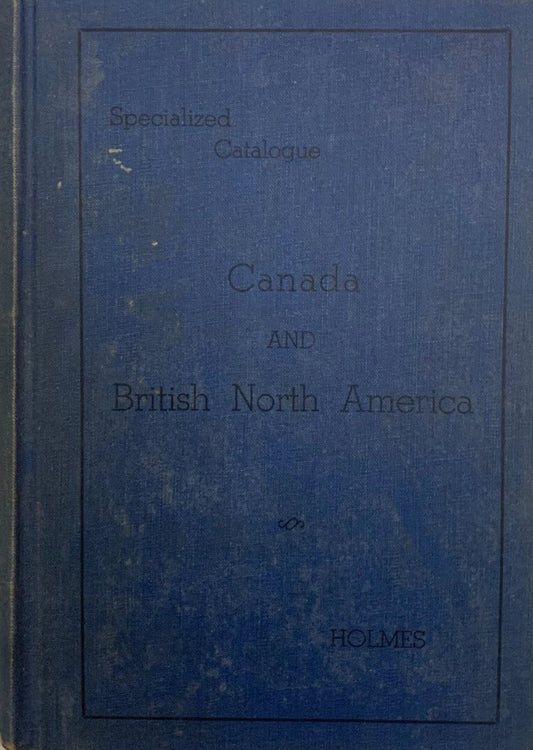 Specialized
Catalogue
Canada
AND
British North America
HOLMES